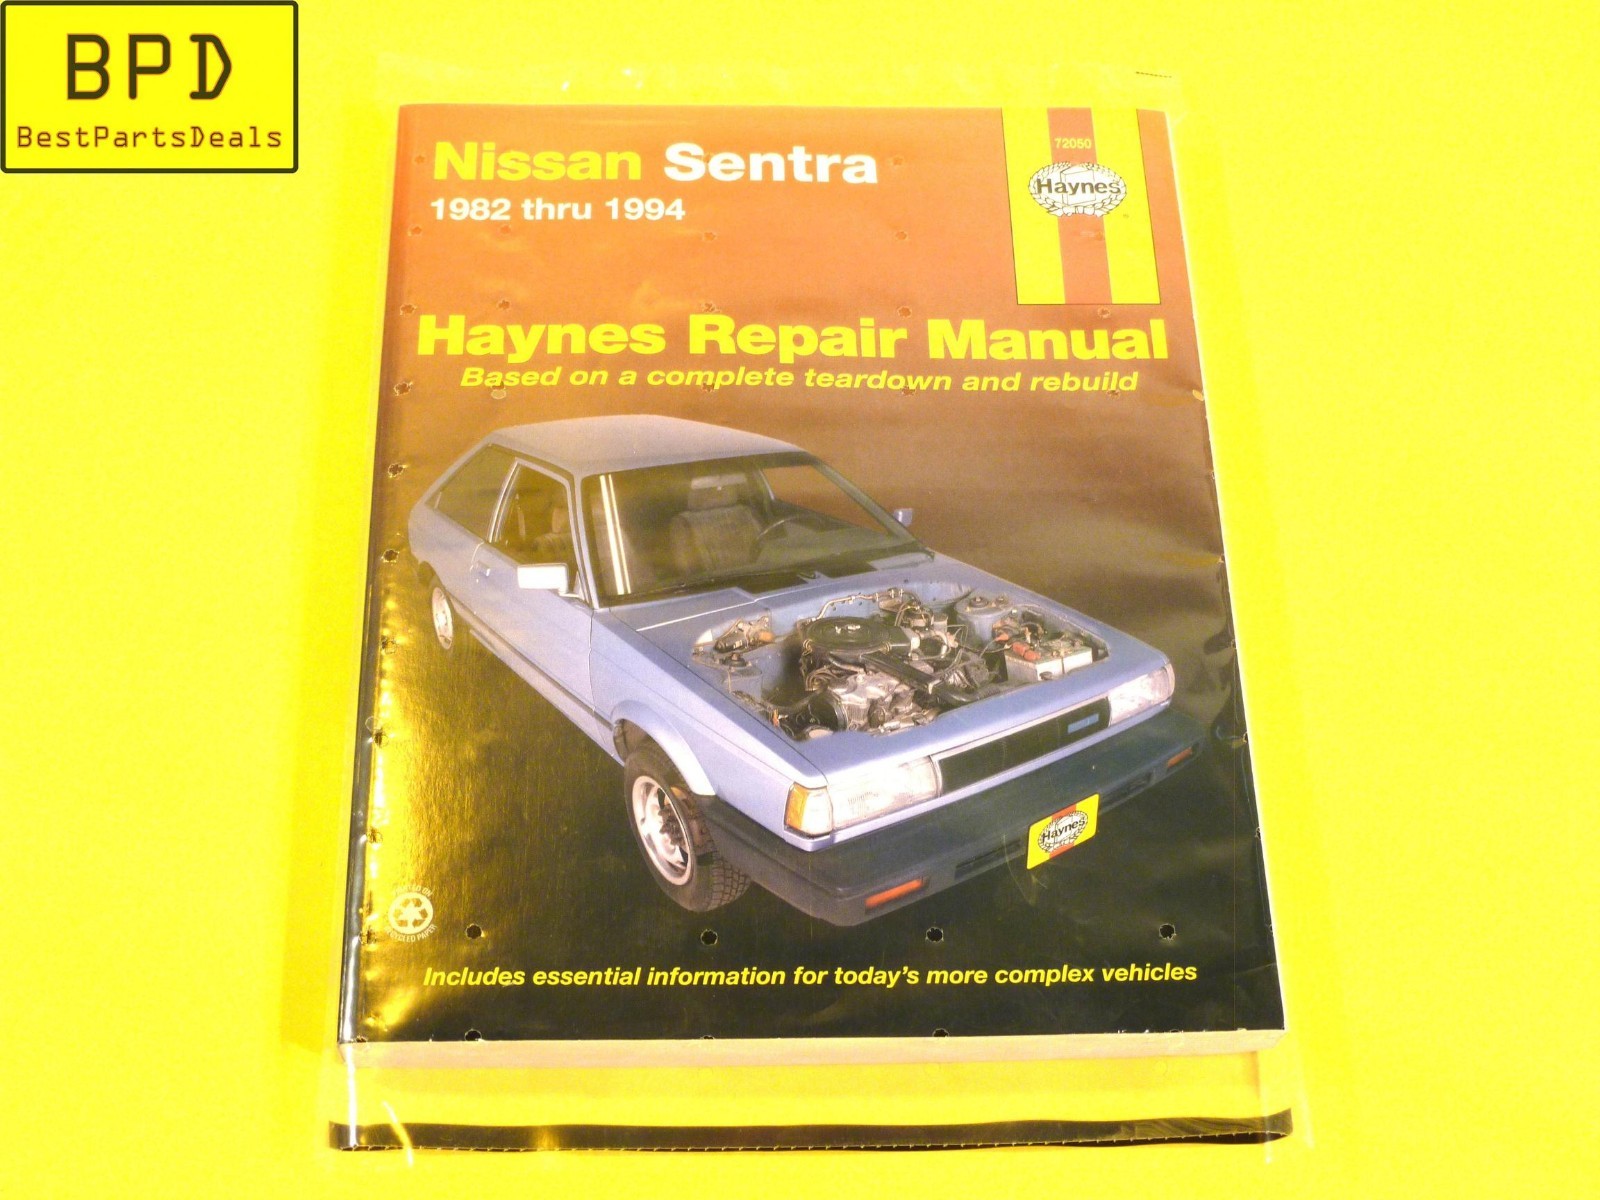 BPD
BestPartsDeals
Nissan Sentra
1982 thru 1994
72050
Haynes
Haynes Repair Manual
Based on a complete teardown and rebuild
Haynes
Includes essential information for today's more complex vehicles